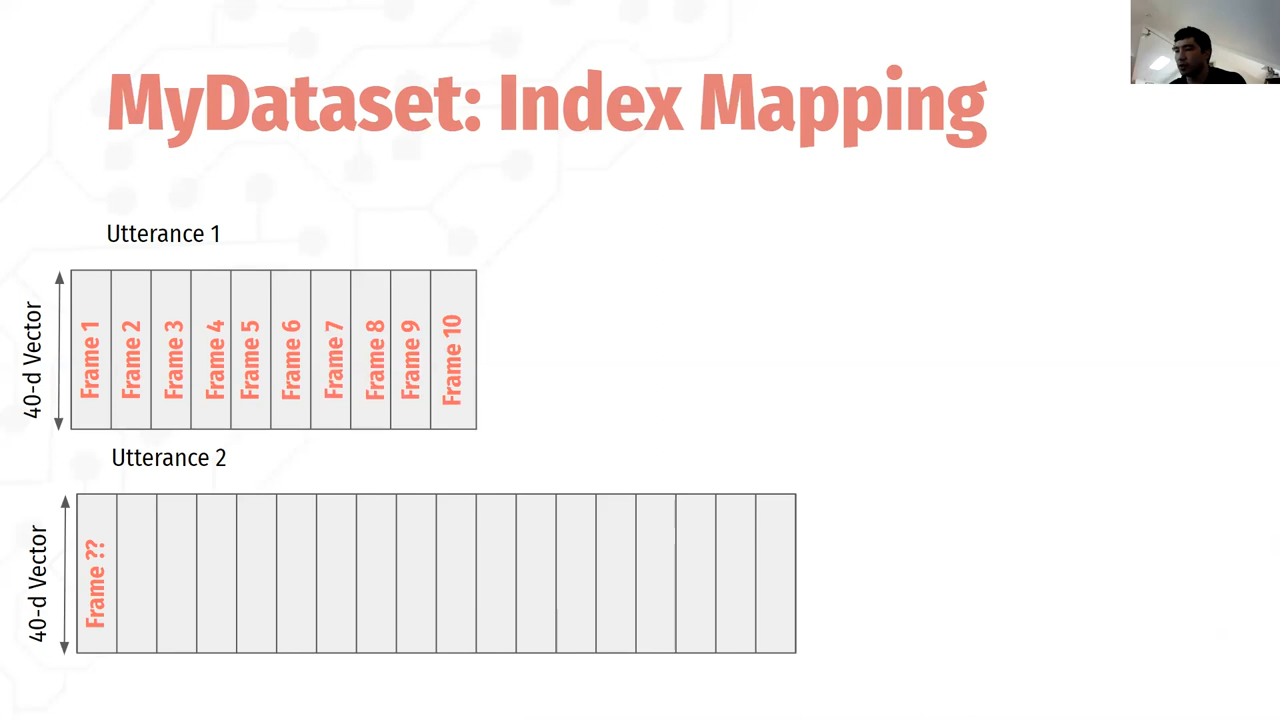 MyDataset: Index Mapping
Utterance 1
40-d Vector
Frame 1
Frame 2
Frame 3
Frame 4
Frame 5
Frame 6
Frame 7
Frame 8
Frame 9
Frame 10
Utterance 2
40-d Vector
Frame ??